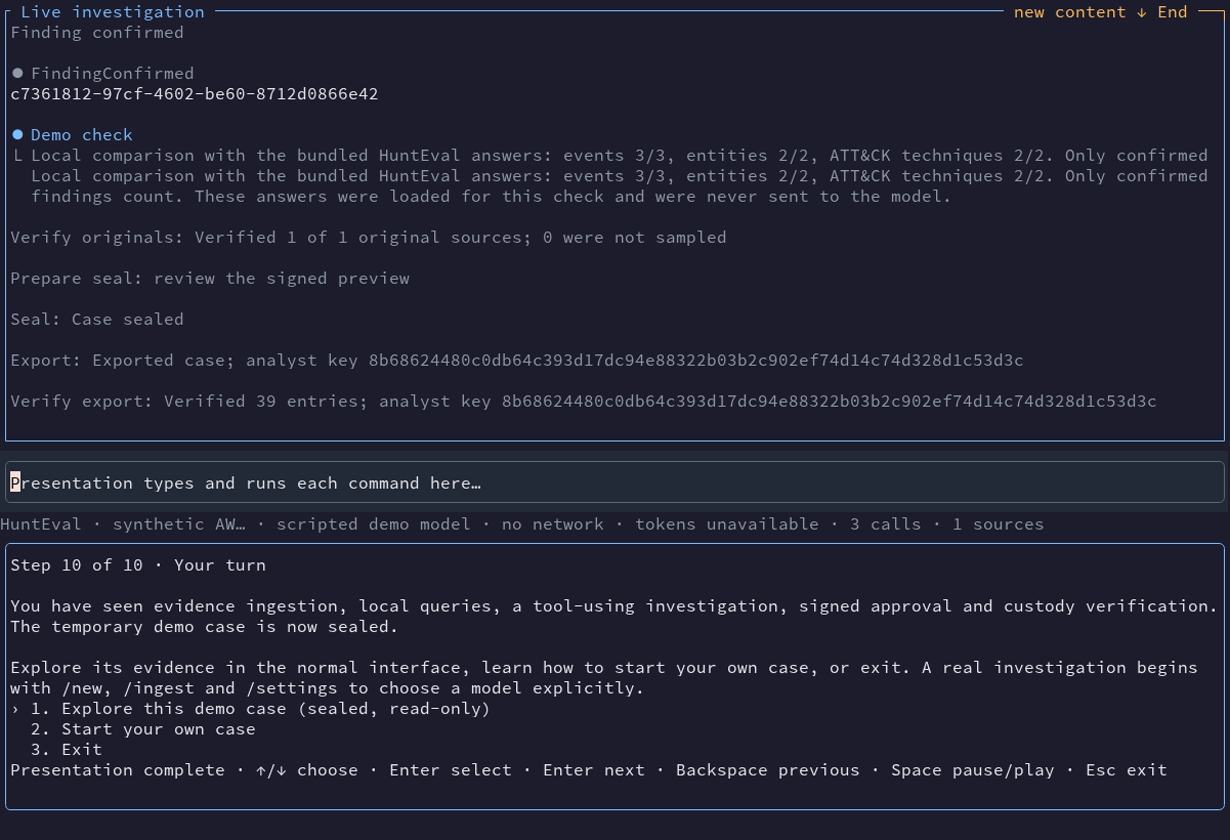 Live investigation
new content ↓ End
Finding confirmed
● FindingConfirmed
c7361812-97cf-4602-be60-8712d0866e42
● Demo check
L Local comparison with the bundled HuntEval answers: events 3/3, entities 2/2, ATT&CK techniques 2/2. Only confirmed
Local comparison with the bundled HuntEval answers: events 3/3, entities 2/2, ATT&CK techniques 2/2. Only confirmed
findings count. These answers were loaded for this check and were never sent to the model.
Verify originals: Verified 1 of 1 original sources; 0 were not sampled
Prepare seal: review the signed preview
Seal: Case sealed
Export: Exported case; analyst key 8b68624480c0db64c393d17dc94e88322b03b2c902ef74d14c74d328d1c53d3c
Verify export: Verified 39 entries; analyst key 8b68624480c0db64c393d17dc94e88322b03b2c902ef74d14c74d328d1c53d3c
Presentation types and runs each command here…
HuntEval · synthetic AW… · scripted demo model · no network · tokens unavailable · 3 calls · 1 sources
Step 10 of 10 · Your turn
You have seen evidence ingestion, local queries, a tool-using investigation, signed approval and custody verification.
The temporary demo case is now sealed.
Explore its evidence in the normal interface, learn how to start your own case, or exit. A real investigation begins
with /new, /ingest and /settings to choose a model explicitly.
› 1. Explore this demo case (sealed, read-only)
2. Start your own case
3. Exit
Presentation complete · ↑/↓ choose · Enter select · Enter next · Backspace previous · Space pause/play · Esc exit